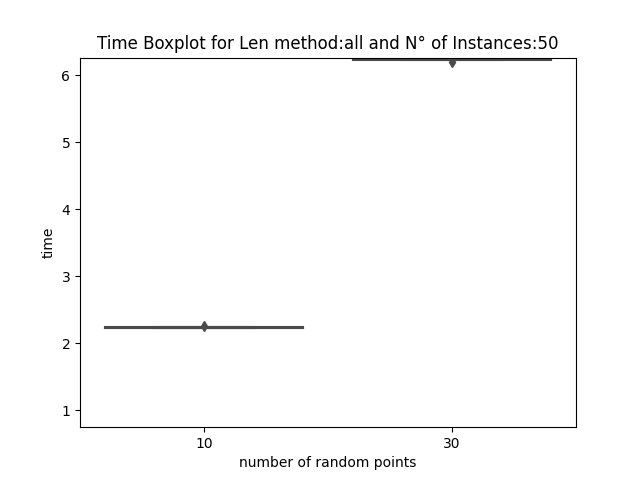 Time Boxplot for Len method:all and N° of Instances:50
6
5
4
3
2
1
time
10 30
number of random points